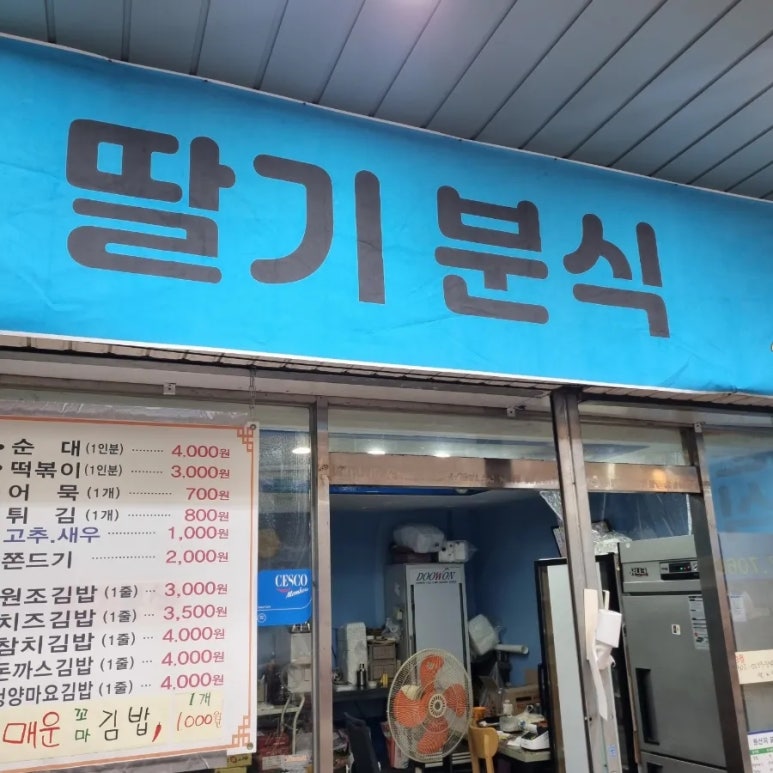 딸기 분식
순 대 (1인분) ········ 4,000원
떡볶이 (1인분) ········ 3,000원
어 묵 (1개) ········ 700원
튀 김 (1개) ········ 800원
고추.새우 ········ 1,000원
쫀드기 ········ 2,000원
원조김밥 (1줄) ··· 3,000원
치즈김밥 (1줄) ··· 3,500원
참치김밥 (1줄) ··· 4,000원
돈까스김밥 (1줄) ··· 4,000원
청양마요김밥 (1줄) ··· 4,000원
매운 꼬마 김밥, 1개 1000원
CESCO
Members
DOOWON